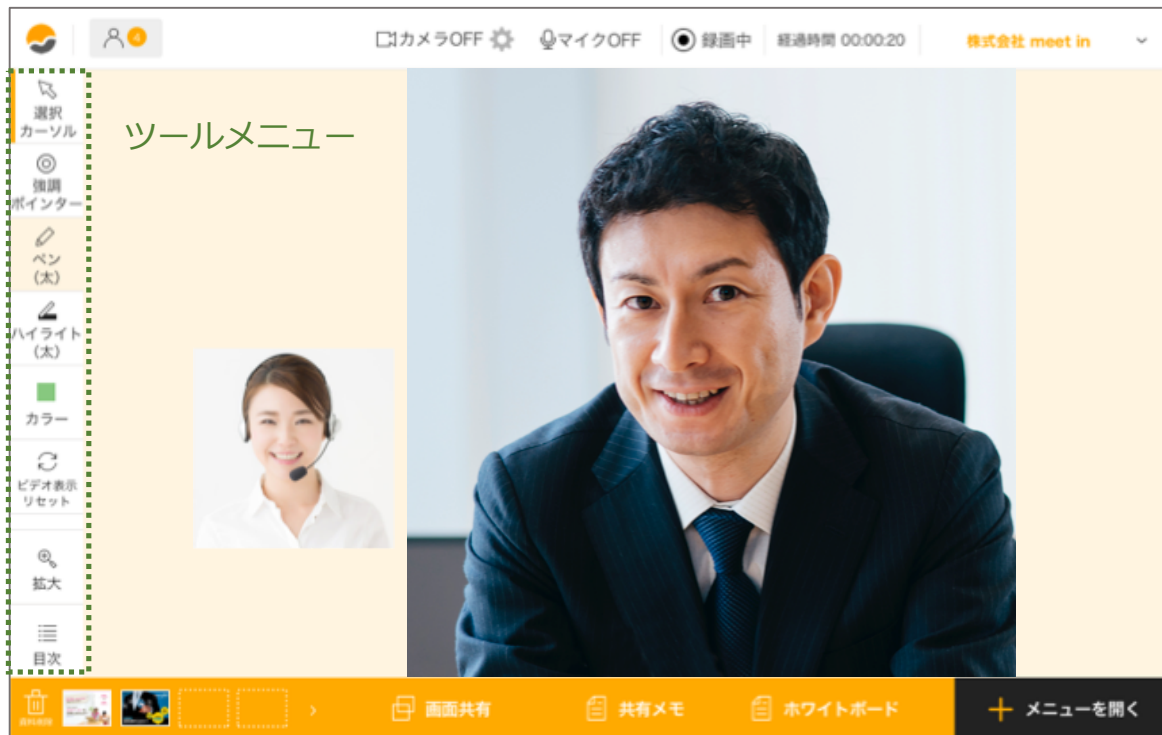 4
カメラOFF
マイクOFF
録画中
経過時間 00:00:20
株式会社 meet in
選択
カーソル
ツールメニュー
強調
ポインター
ペン
(太)
ハイライト
(太)
カラー
ビデオ表示
リセット
拡大
目次
資料削除
画面共有
共有メモ
ホワイトボード
メニューを開く